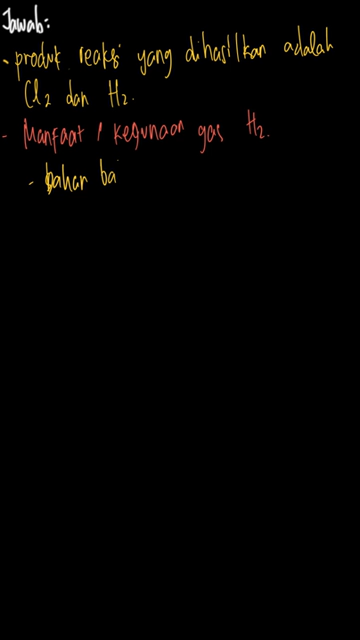 Jawab:
• produk reaksi yang dihasilkan adalah
Cl2 dan H2.
- Manfaat / kegunaan gas H2.
- bahan ba